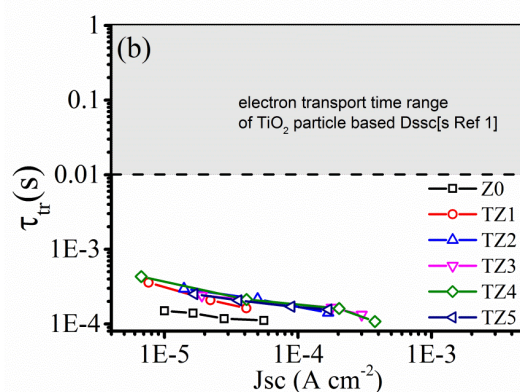 (b)
1
0.1
0.01
1E-3
1E-4
τtr(s)
electron transport time range
of TiO2 particle based Dssc[s Ref 1]
Z0
TZ1
TZ2
TZ3
TZ4
TZ5
1E-5
1E-4
1E-3
Jsc (A cm-2)